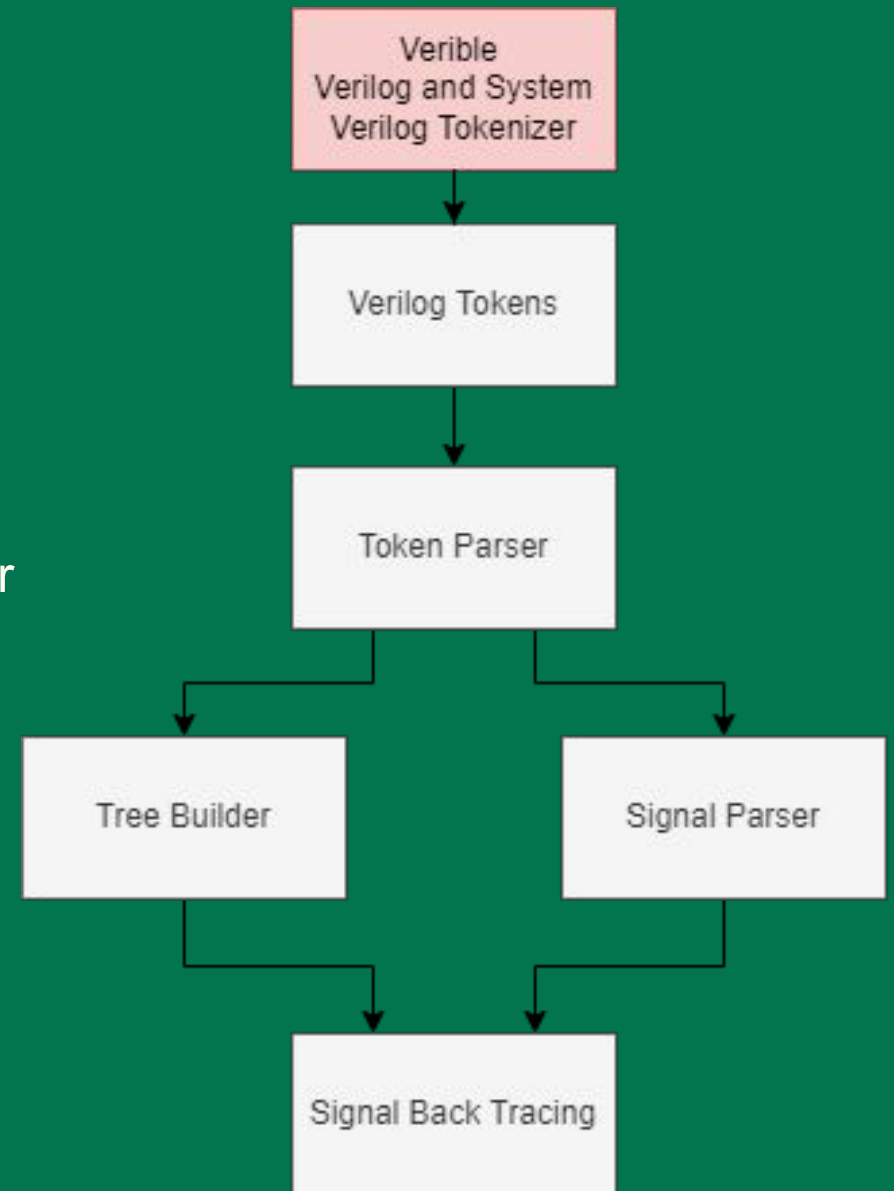 Verible
Verilog and System
Verilog Tokenizer
Verilog Tokens
Token Parser
r
Tree Builder
Signal Parser
Signal Back Tracing